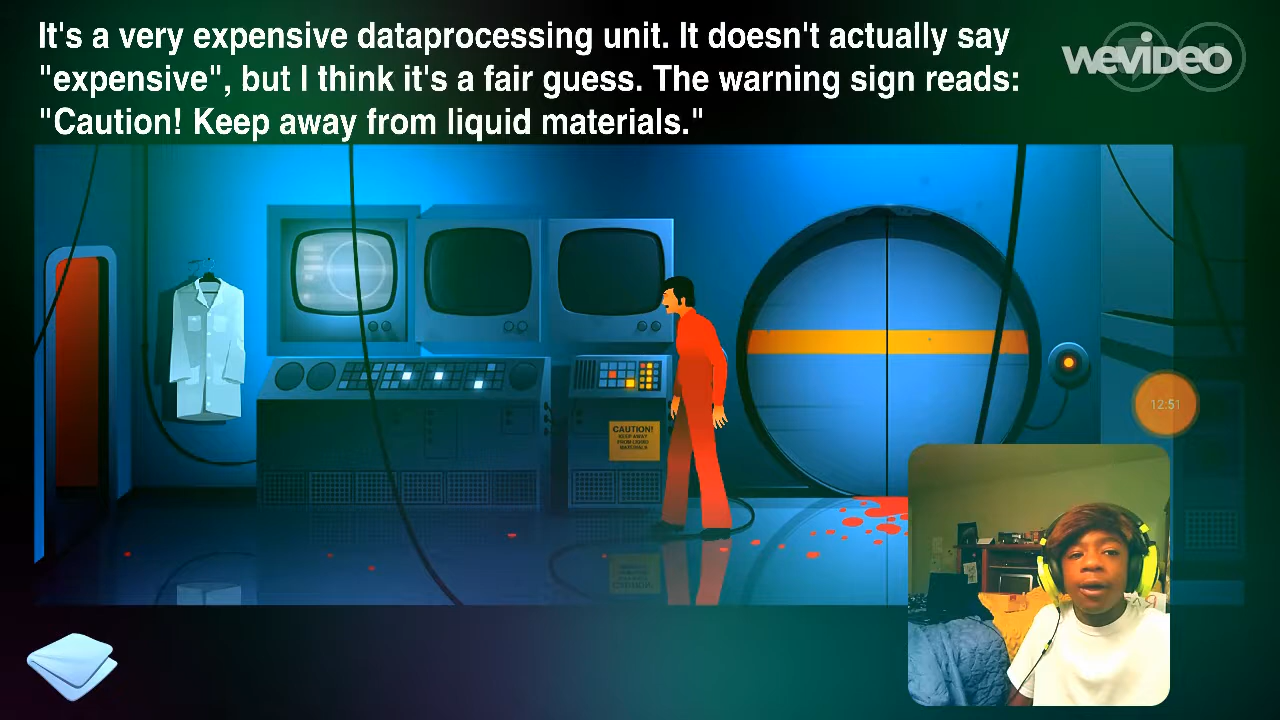 It's a very expensive dataprocessing unit. It doesn't actually say
"expensive", but I think it's a fair guess. The warning sign reads:
"Caution! Keep away from liquid materials."
WEVIDEO
CAUTION!
KEEP AWAY
FROM LIQUID
MATERIALS
12:51